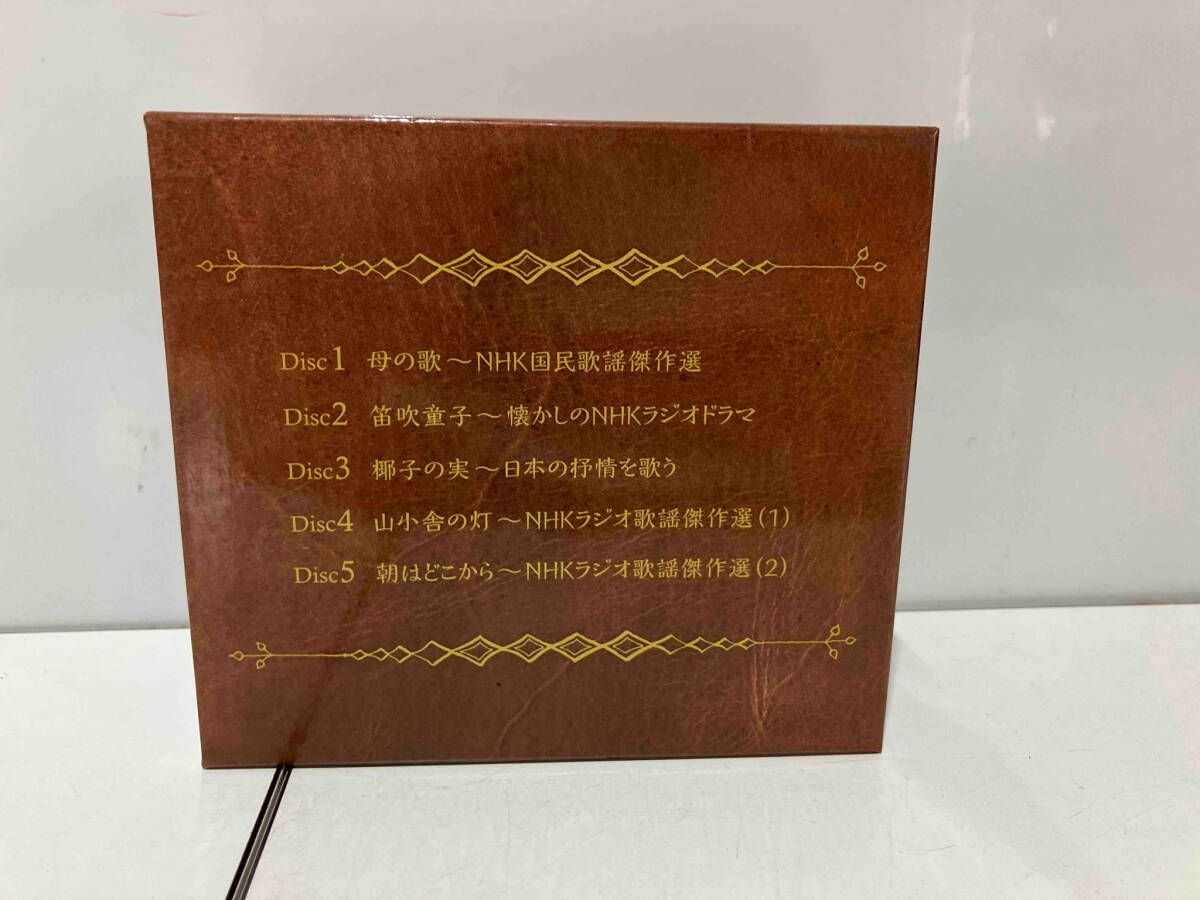 Disc1 母の歌～NHK国民歌謡傑作選
Disc2 笛吹童子～懐かしのNHKラジオドラマ
Disc3 椰子の実～日本の抒情を歌う
Disc4 山小舎の灯～NHKラジオ歌謡傑作選(1)
Disc5 朝はどこから～NHKラジオ歌謡傑作選(2)